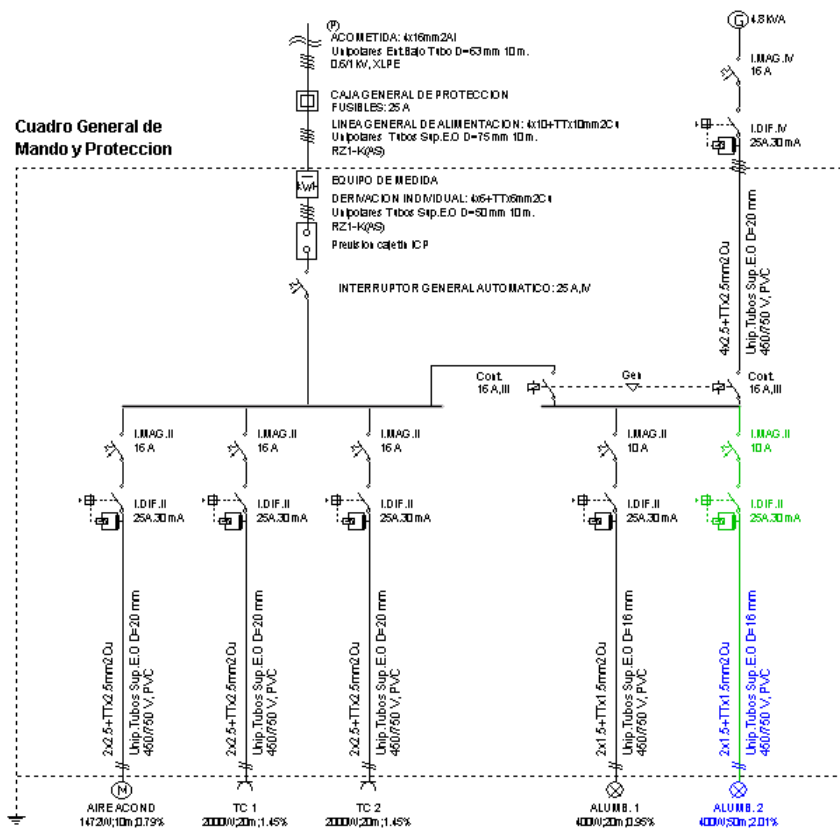 P
ACOMETIDA: 4x16mm2Al
Unipolares Ent.Bajo Tubo D=63mm 10 m.
0.6/1 kV, XLPE
CAJA GENERAL DE PROTECCION
FUSIBLES: 25 A
LINEA GENERAL DE ALIMENTACION: 4x10+TTx10mm2Cu
Unipolares Tubos Sup.E.O D=75 mm 10 m.
RZ1-K(AS)
Cuadro General de
Mando y Proteccion
G 4.8 kVA
I.MAG.IV
16 A
I.DIF.IV
25A.30mA
kWh
EQUIPO DE MEDIDA
DERIVACION INDIVIDUAL: 4x6+TTx6mm2Cu
Unipolares Tubos Sup.E.O D=50 mm 10 m.
RZ1-K(AS)
Prevision cajetin ICP
INTERRUPTOR GENERAL AUTOMATICO: 25 A,IV
4x2.5+TTx2.5mm2Cu
Unip.Tubos Sup.E.O D=20 mm
450/750 V, PVC
Cont.
16 A,III
Gen
Cont.
16 A,III
I.MAG.II
16 A
I.MAG.II
16 A
I.MAG.II
16 A
I.MAG.II
10 A
I.MAG.II
10 A
I.DIF.II
25A.30mA
I.DIF.II
25A.30mA
I.DIF.II
25A.30mA
I.DIF.II
25A.30mA
I.DIF.II
25A.30mA
2x2.5+TTx2.5mm2Cu
Unip.Tubos Sup.E.O D=20 mm
450/750 V, PVC
2x2.5+TTx2.5mm2Cu
Unip.Tubos Sup.E.O D=20 mm
450/750 V, PVC
2x2.5+TTx2.5mm2Cu
Unip.Tubos Sup.E.O D=20 mm
450/750 V, PVC
2x1.5+TTx1.5mm2Cu
Unip.Tubos Sup.E.O D=16 mm
450/750 V, PVC
2x1.5+TTx1.5mm2Cu
Unip.Tubos Sup.E.O D=16 mm
450/750 V, PVC
M
AIRE ACOND
1472W;10m;0.79%
TC 1
2000W;20m;1.45%
TC 2
2000W;20m;1.45%
ALUMB. 1
400W;20m;0.95%
ALUMB. 2
400W;50m;2.01%